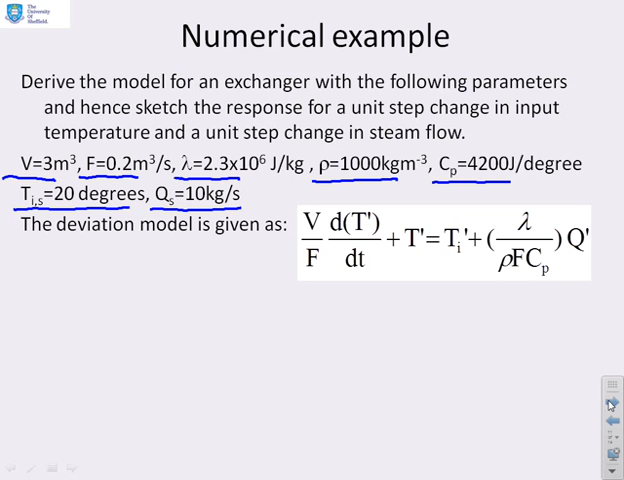 The
University
Of
Sheffield.
Numerical example
Derive the model for an exchanger with the following parameters
and hence sketch the response for a unit step change in input
temperature and a unit step change in steam flow.
V=3m³, F=0.2m³/s, λ=2.3x10⁶ J/kg , ρ=1000kgm⁻³, Cₚ=4200J/degree
Tᵢ,ₛ=20 degrees, Qₛ=10kg/s
The deviation model is given as:
V/F d(T')/dt + T'= Tᵢ'+ (λ/ρFCₚ) Q'